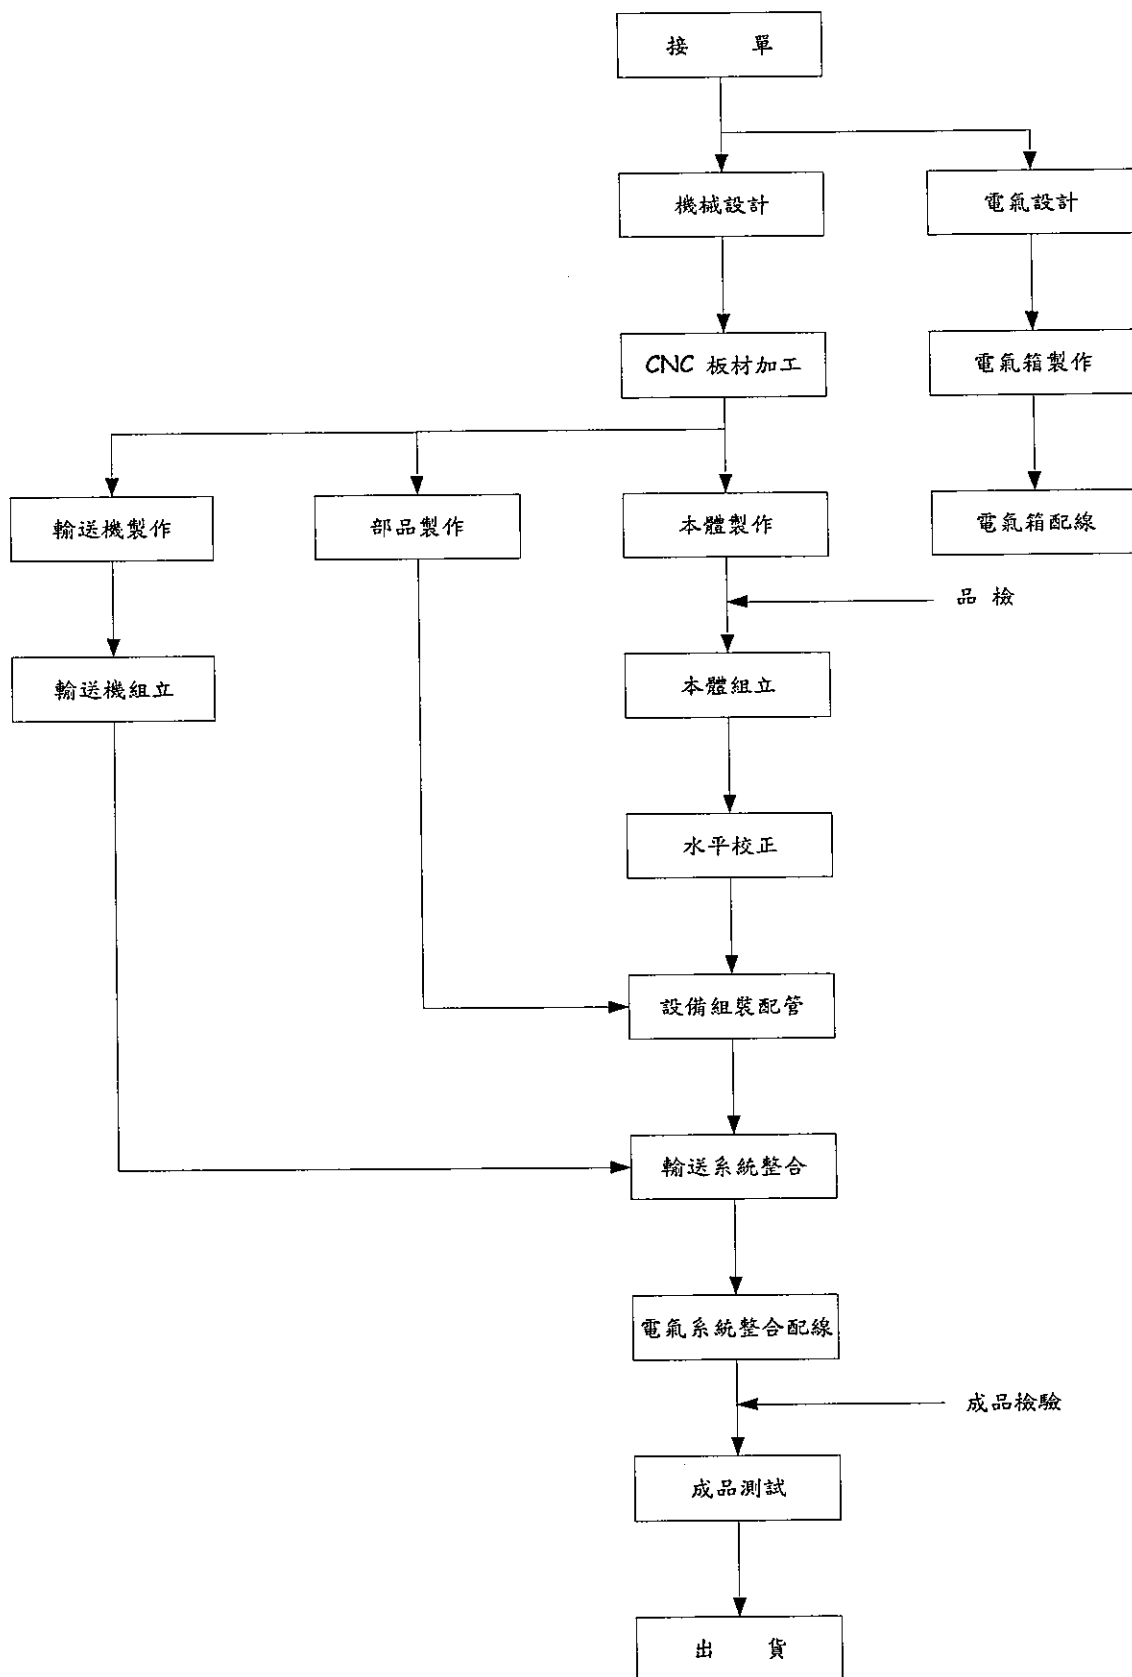 接 單
機械設計
電氣設計
CNC 板材加工
電氣箱製作
輸送機製作
部品製作
本體製作
電氣箱配線
品 檢
輸送機組立
本體組立
水平校正
設備組裝配管
輸送系統整合
電氣系統整合配線
成品檢驗
成品測試
出 貨